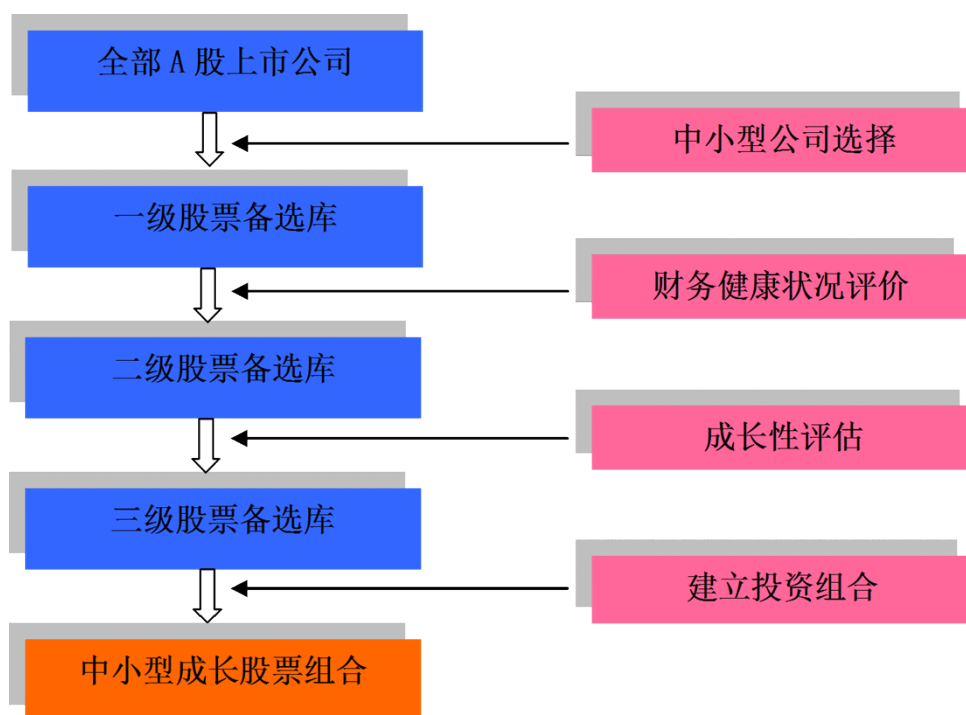 全部 A 股上市公司
中小型公司选择
一级股票备选库
财务健康状况评价
二级股票备选库
成长性评估
三级股票备选库
建立投资组合
中小型成长股票组合